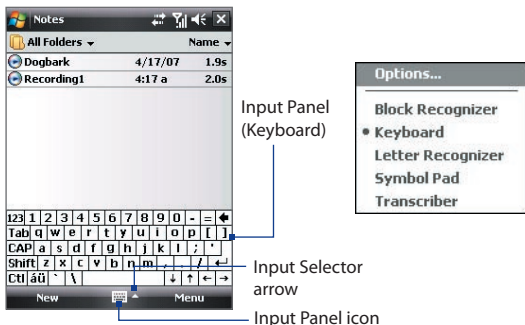 Notes
All Folders
Name
Dogbark 4/17/07 1.9s
Recording1 4:17 a 2.0s
123 1 2 3 4 5 6 7 8 9 0 - =
Tab q w e r t y u i o p [ ]
CAP a s d f g h j k l ; '
Shift z x c v b n m , . /
Ctl áü ` \
New
Menu
Input Panel
(Keyboard)
Input Selector
arrow
Input Panel icon
Options...
Block Recognizer
Keyboard
Letter Recognizer
Symbol Pad
Transcriber